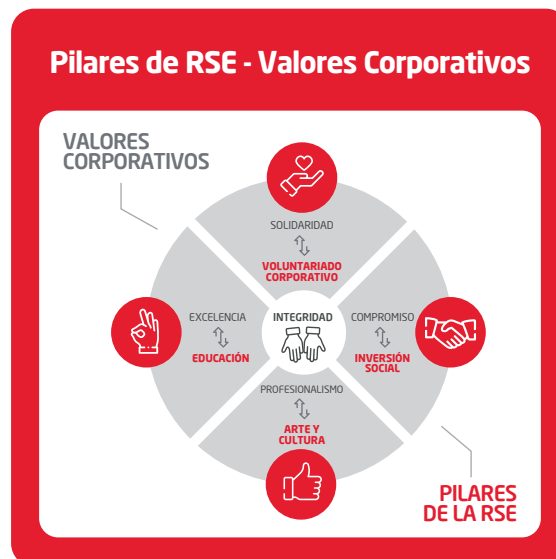 Pilares de RSE - Valores Corporativos
VALORES
CORPORATIVOS
SOLIDARIDAD
VOLUNTARIADO
CORPORATIVO
EXCELENCIA
EDUCACIÓN
INTEGRIDAD
COMPROMISO
INVERSIÓN
SOCIAL
PROFESIONALISMO
ARTE Y
CULTURA
PILARES
DE LA RSE